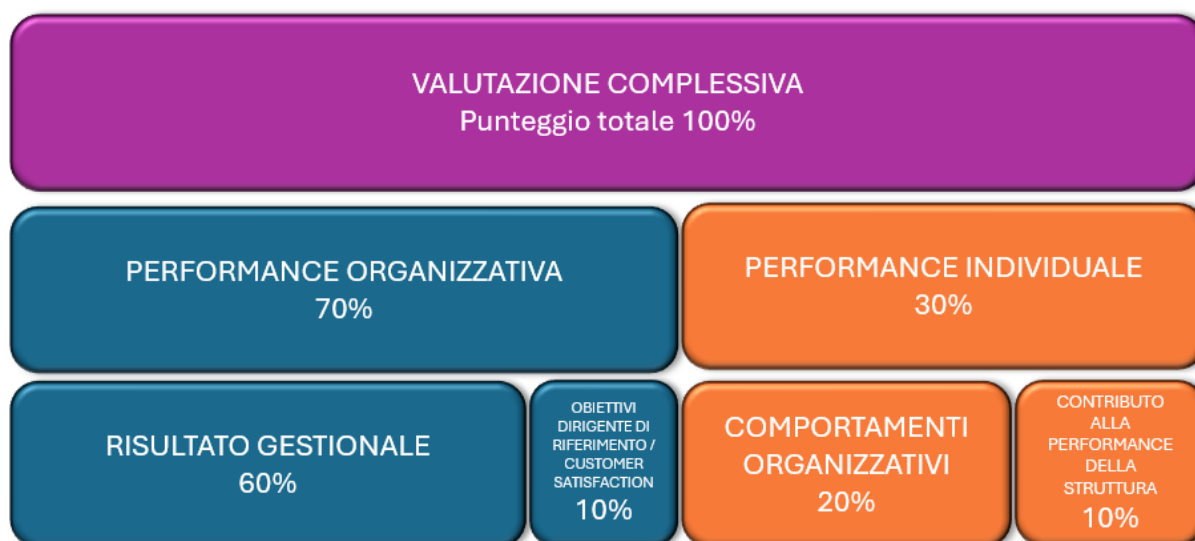 VALUTAZIONE COMPLESSIVA
Punteggio totale 100%
PERFORMANCE ORGANIZZATIVA
70%
PERFORMANCE INDIVIDUALE
30%
RISULTATO GESTIONALE
60%
OBIETTIVI
DIRIGENTE DI
RIFERIMENTO /
CUSTOMER
SATISFACTION
10%
COMPORTAMENTI
ORGANIZZATIVI
20%
CONTRIBUTO
ALLA
PERFORMANCE
DELLA
STRUTTURA
10%